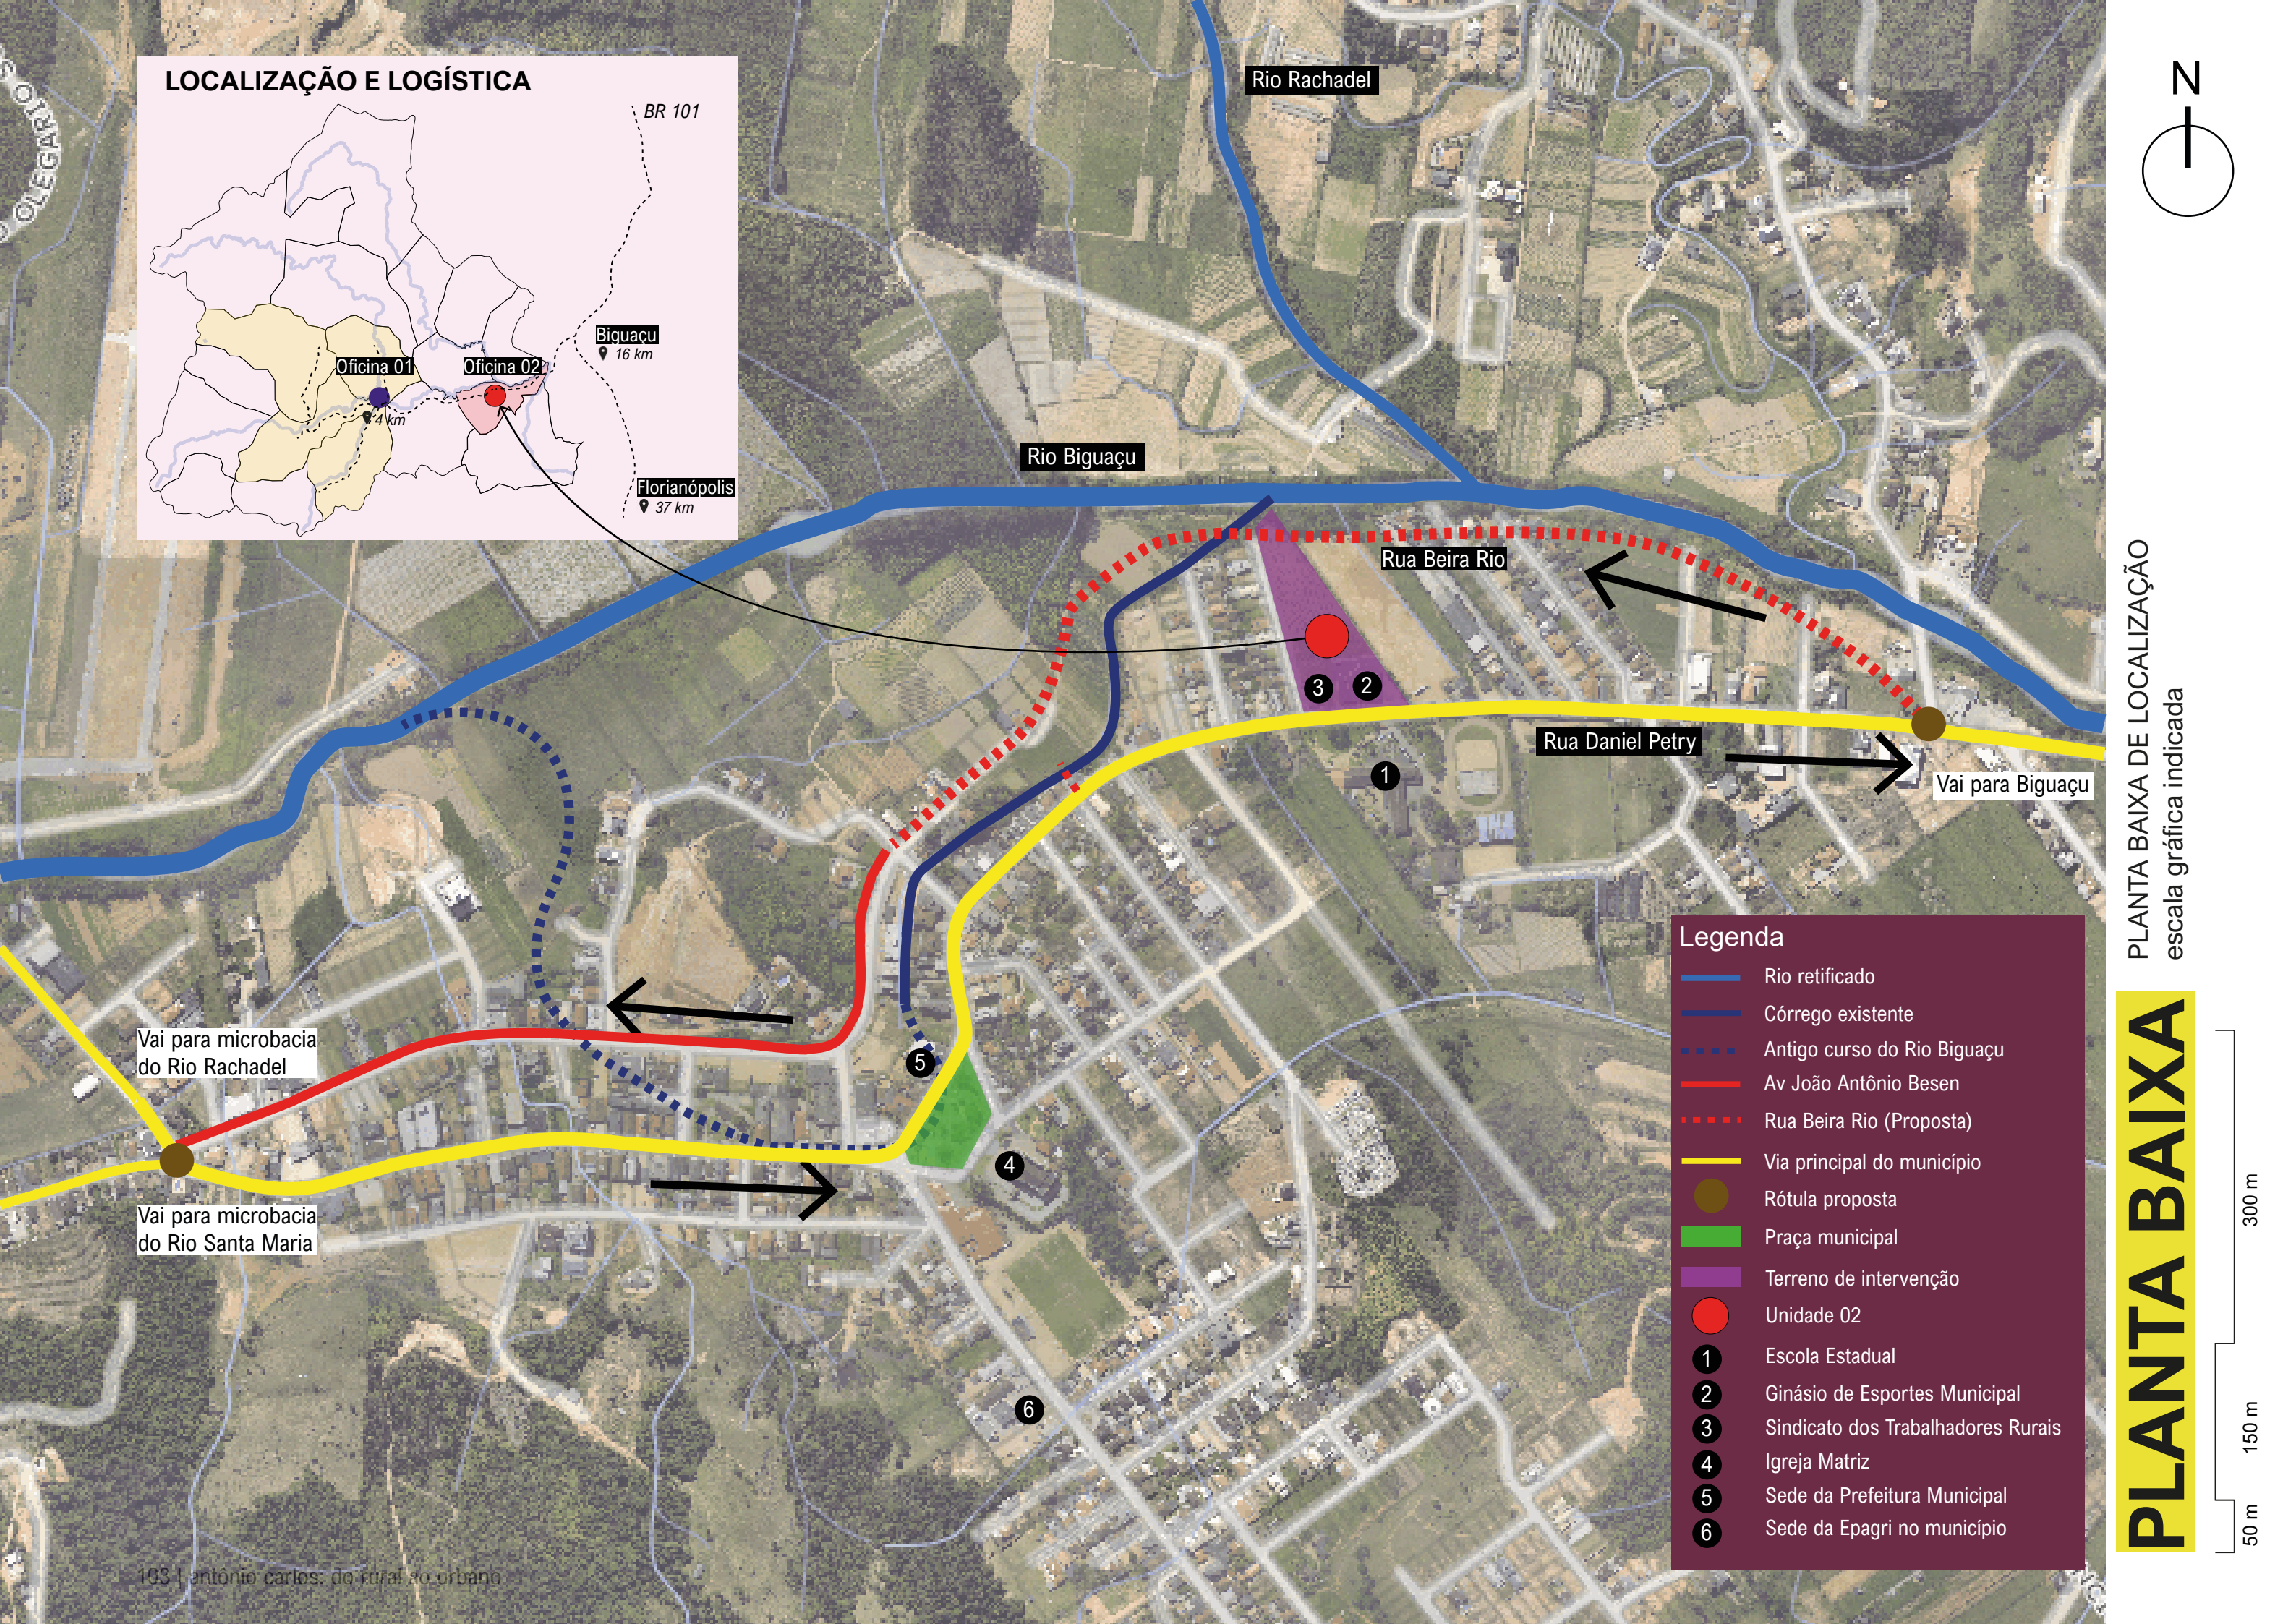 LOCALIZAÇÃO E LOGÍSTICA
BR 101
Biguaçu
16 km
Oficina 01
Oficina 02
4 km
Florianópolis
37 km
OLEGARIO
Rio Rachadel
Rio Biguaçu
Rua Beira Rio
3
2
Rua Daniel Petry
1
Vai para Biguaçu
5
4
6
Vai para microbacia
do Rio Rachadel
Vai para microbacia
do Rio Santa Maria
Legenda
Rio retificado
Córrego existente
Antigo curso do Rio Biguaçu
Av João Antônio Besen
Rua Beira Rio (Proposta)
Via principal do município
Rótula proposta
Praça municipal
Terreno de intervenção
Unidade 02
1 Escola Estadual
2 Ginásio de Esportes Municipal
3 Sindicato dos Trabalhadores Rurais
4 Igreja Matriz
5 Sede da Prefeitura Municipal
6 Sede da Epagri no município
103 | antônio carlos: do rural ao urbano
N
PLANTA BAIXA DE LOCALIZAÇÃO
escala gráfica indicada
PLANTA BAIXA
300 m
150 m
50 m